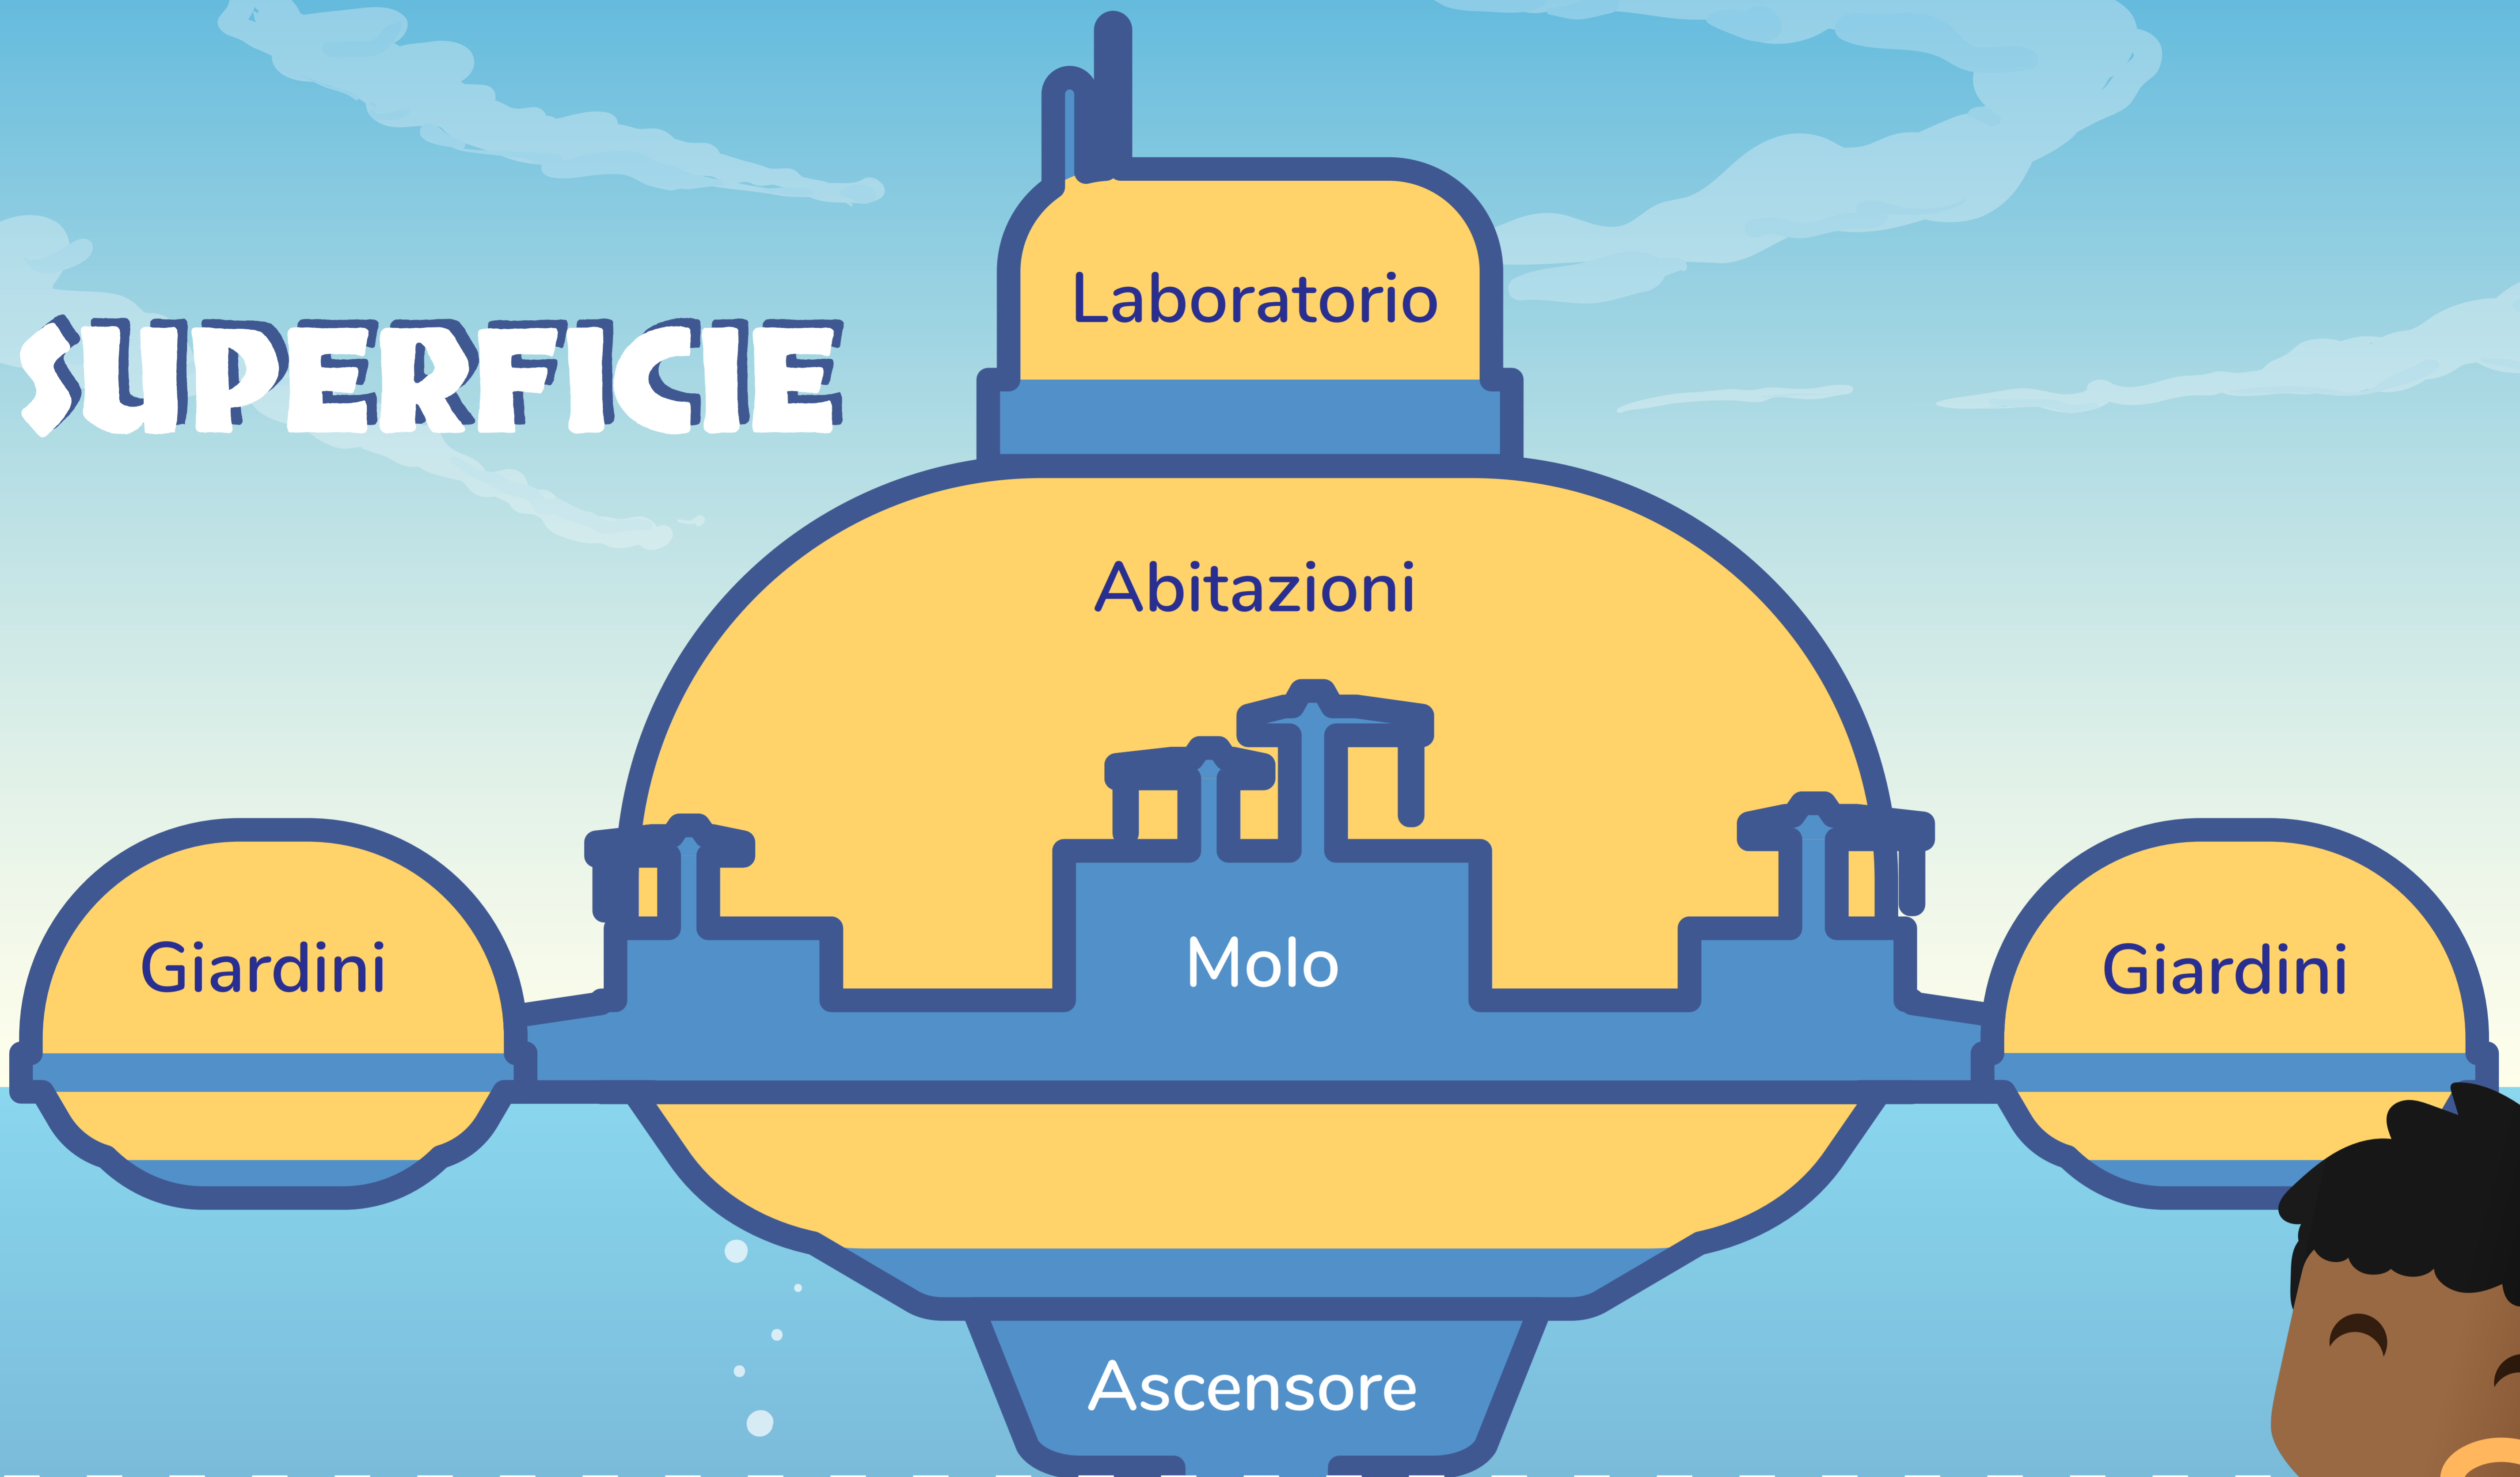 Laboratorio
SUPERFICIE
Abitazioni
Giardini
Molo
Giardini
Ascensore